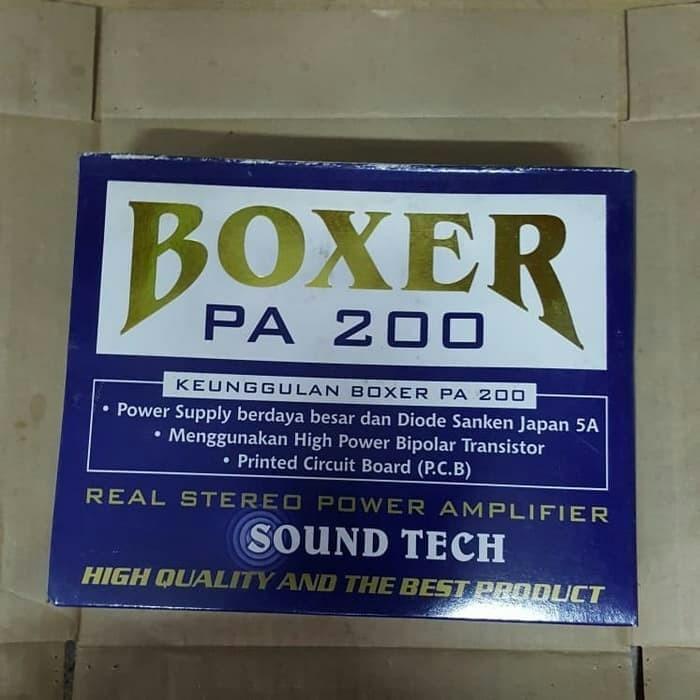 BOXER
PA 200
KEUNGGULAN BOXER PA 200
• Power Supply berdaya besar dan Diode Sanken Japan 5A
• Menggunakan High Power Bipolar Transistor
• Printed Circuit Board (P.C.B)
REAL STEREO POWER AMPLIFIER
SOUND TECH
HIGH QUALITY AND THE BEST PRODUCT